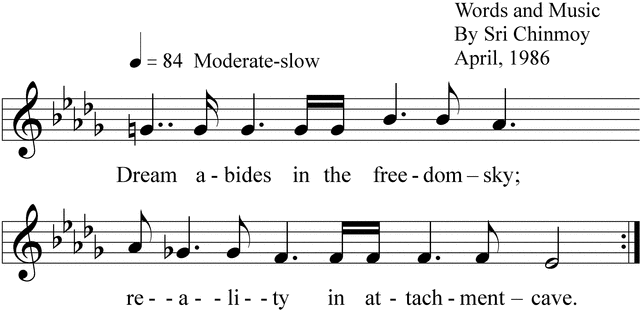 Words and Music
By Sri Chinmoy
April, 1986
= 84 Moderate-slow
Dream a - bides in the free - dom – sky;
re - - a - - li - - ty in at - tach - ment – cave.